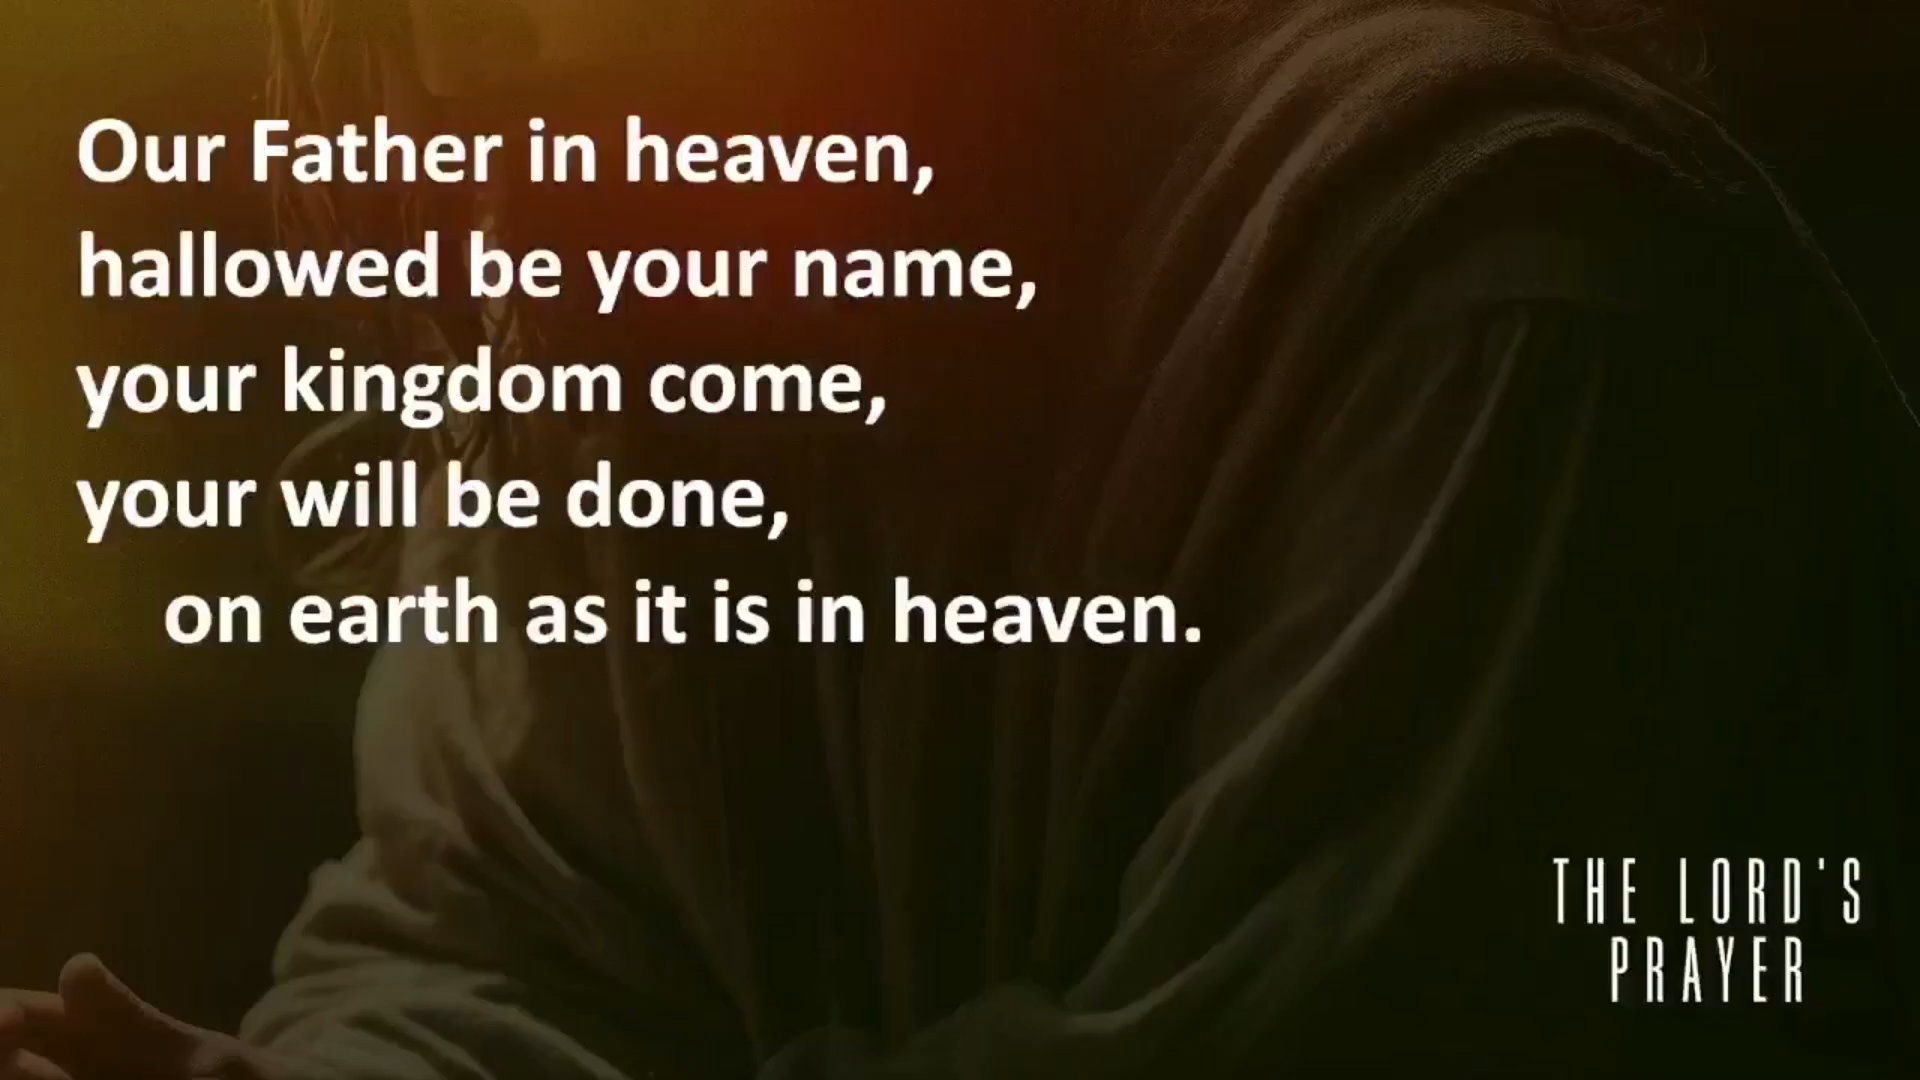 Our Father in heaven,
hallowed be your name,
your kingdom come,
your will be done,
on earth as it is in heaven.
THE LORD'S
PRAYER